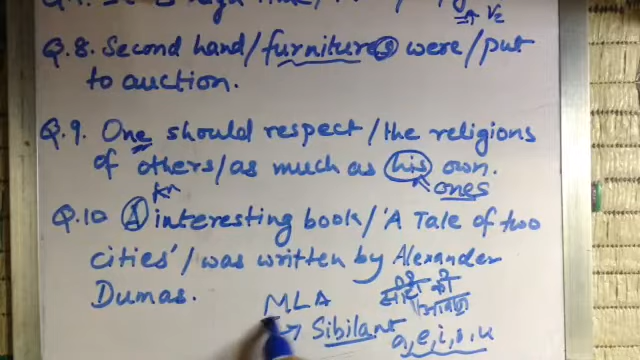 Q.8. Second hand/furnitures were/put
to auction.
Q.9. One should respect/the religions
of others/as much as his own.
ones
Q.10 A interesting book/'A Tale of two
An
cities'/was written by Alexander
Dumas.
MLA
→ Sibilant
a, e, i, o, u